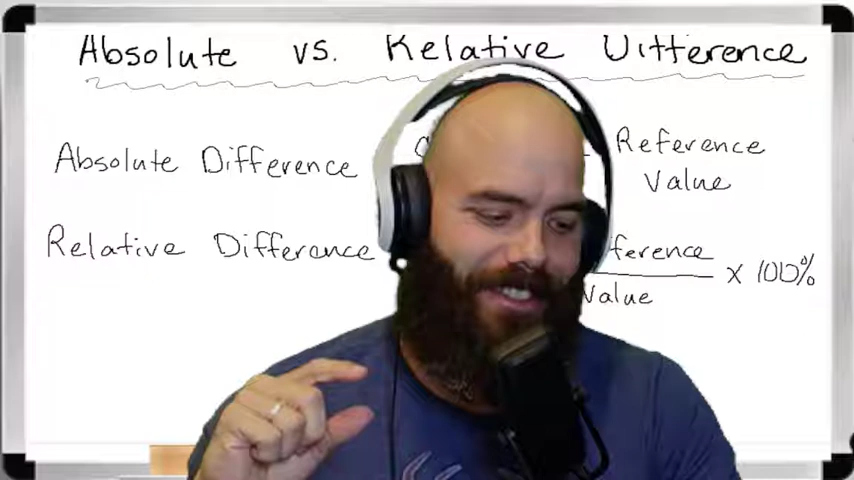 Absolute vs. Relative Difference
Absolute Difference Reference
Value
Relative Difference ference
Value × 100%